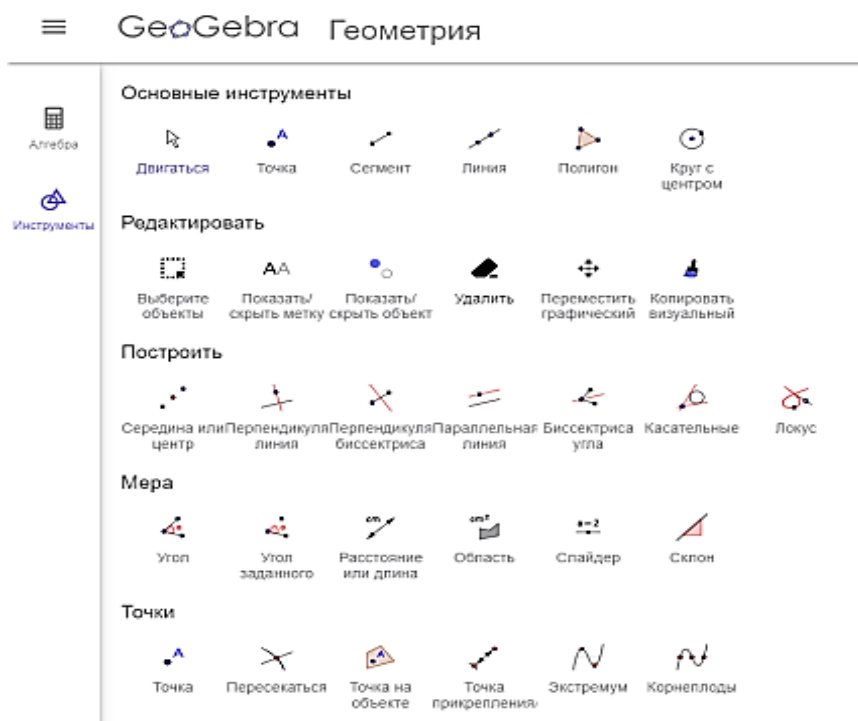 GeoGebra Геометрия
Алгебра
Инструменты
Основные инструменты
Двигаться Точка Сегмент Линия Полигон Круг с центром
Редактировать
Выберите объекты Показать/ скрыть метку Показать/ скрыть объект Удалить Переместить графический Копировать визуальный
Построить
Середина или центр Перпендикуля линия Перпендикуля биссектриса Параллельная линия Биссектриса угла Касательные Локус
Мера
Угол Угол заданного Расстояние или длина Область Слайдер Склон
Точки
Точка Пересекаться Точка на объекте Точка прикрепления/ Экстремум Корнеплоды